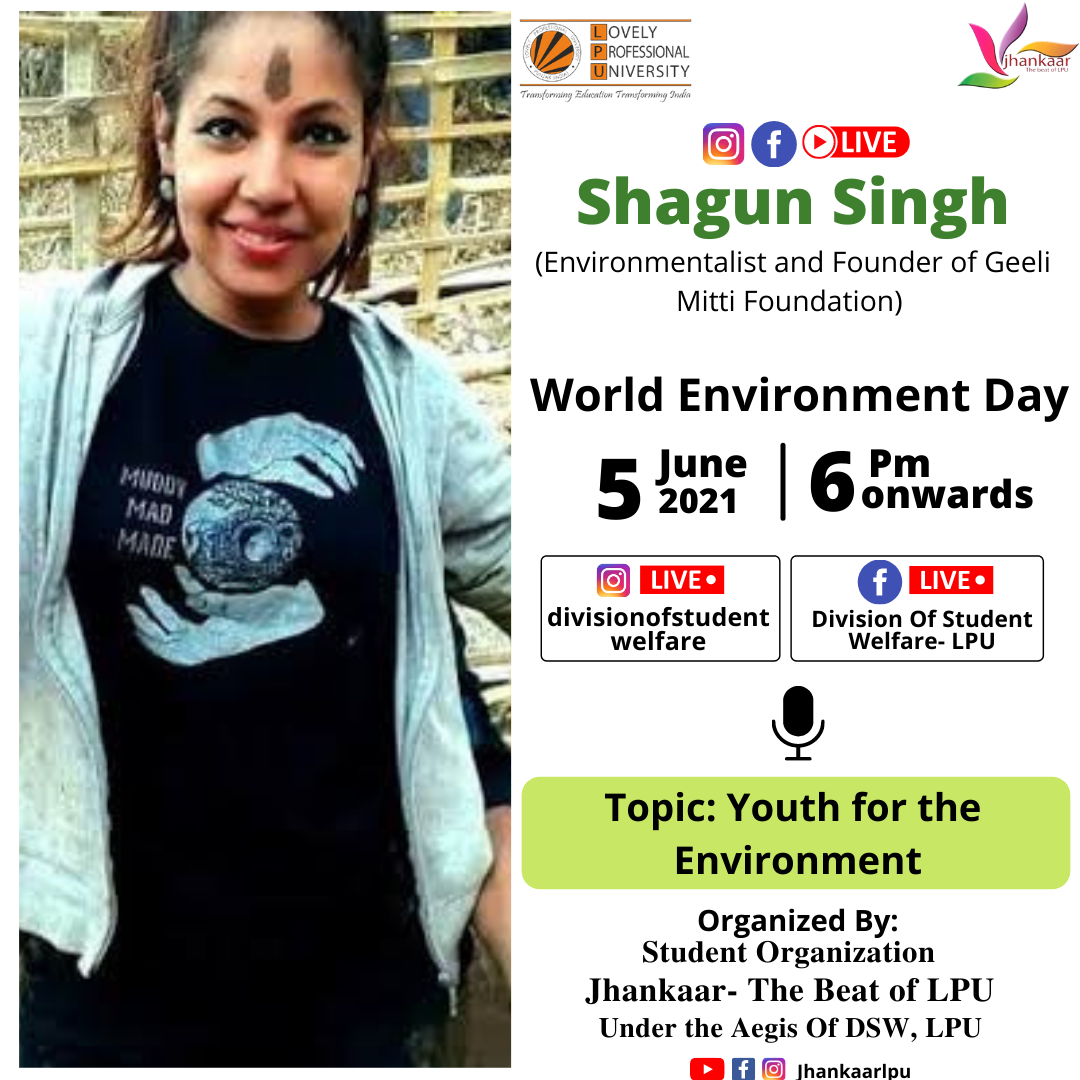 LOVELY
PROFESSIONAL
UNIVERSITY
Transforming Education Transforming India
jhankaar
The beat of LPU
LIVE
Shagun Singh
(Environmentalist and Founder of Geeli
Mitti Foundation)
World Environment Day
5 June 2021 | 6 Pm onwards
LIVE
divisionofstudent
welfare
LIVE
Division Of Student
Welfare- LPU
MUDDY
MAD
MADE
Topic: Youth for the
Environment
Organized By:
Student Organization
Jhankaar- The Beat of LPU
Under the Aegis Of DSW, LPU
Jhankaarlpu